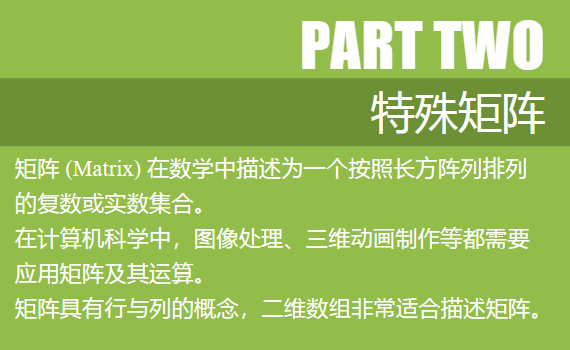 PART TWO
特殊矩阵
矩阵 (Matrix) 在数学中描述为一个按照长方阵列排列
的复数或实数集合。
在计算机科学中，图像处理、三维动画制作等都需要
应用矩阵及其运算。
矩阵具有行与列的概念，二维数组非常适合描述矩阵。